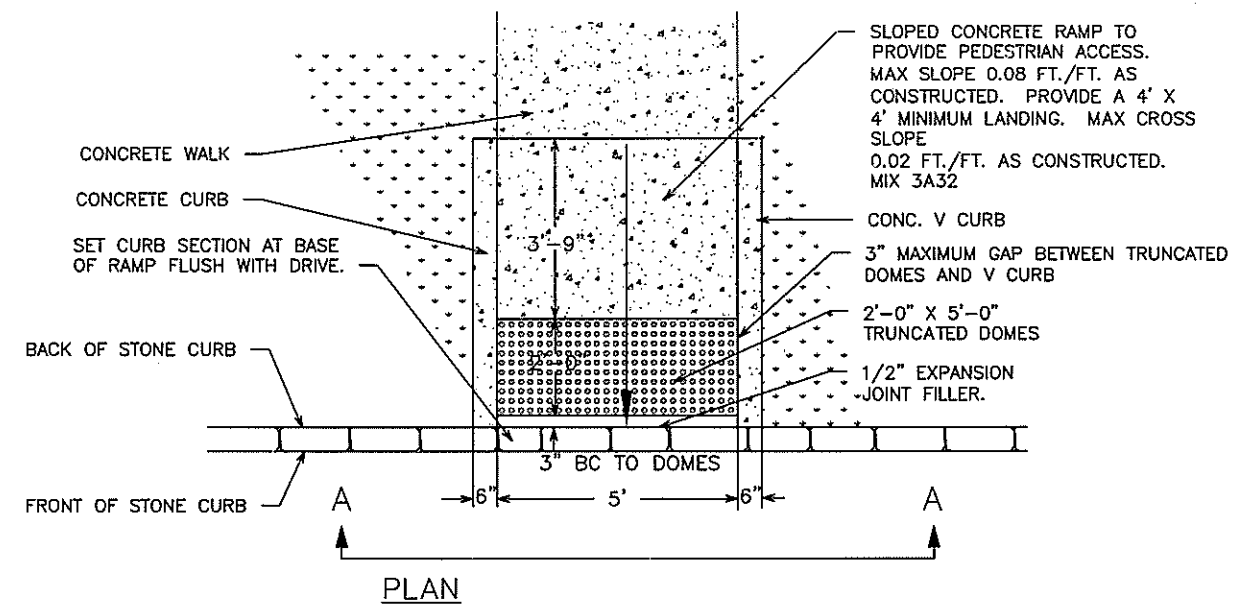 CONCRETE WALK
CONCRETE CURB
SET CURB SECTION AT BASE
OF RAMP FLUSH WITH DRIVE.
BACK OF STONE CURB
FRONT OF STONE CURB
3'-9"
2'-0"
3" BC TO DOMES
6"
5'
6"
SLOPED CONCRETE RAMP TO
PROVIDE PEDESTRIAN ACCESS.
MAX SLOPE 0.08 FT./FT. AS
CONSTRUCTED. PROVIDE A 4' X
4' MINIMUM LANDING. MAX CROSS
SLOPE
0.02 FT./FT. AS CONSTRUCTED.
MIX 3A32
CONC. V CURB
3" MAXIMUM GAP BETWEEN TRUNCATED
DOMES AND V CURB
2'-0" X 5'-0"
TRUNCATED DOMES
1/2" EXPANSION
JOINT FILLER.
A
A
PLAN